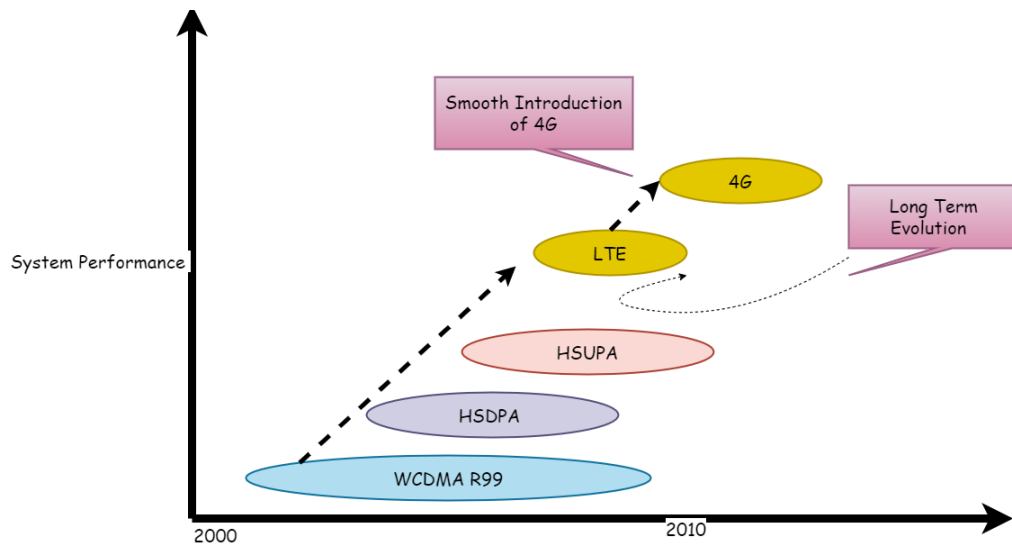 Smooth Introduction
of 4G
4G
Long Term
Evolution
LTE
System Performance
HSUPA
HSDPA
WCDMA R99
2000
2010